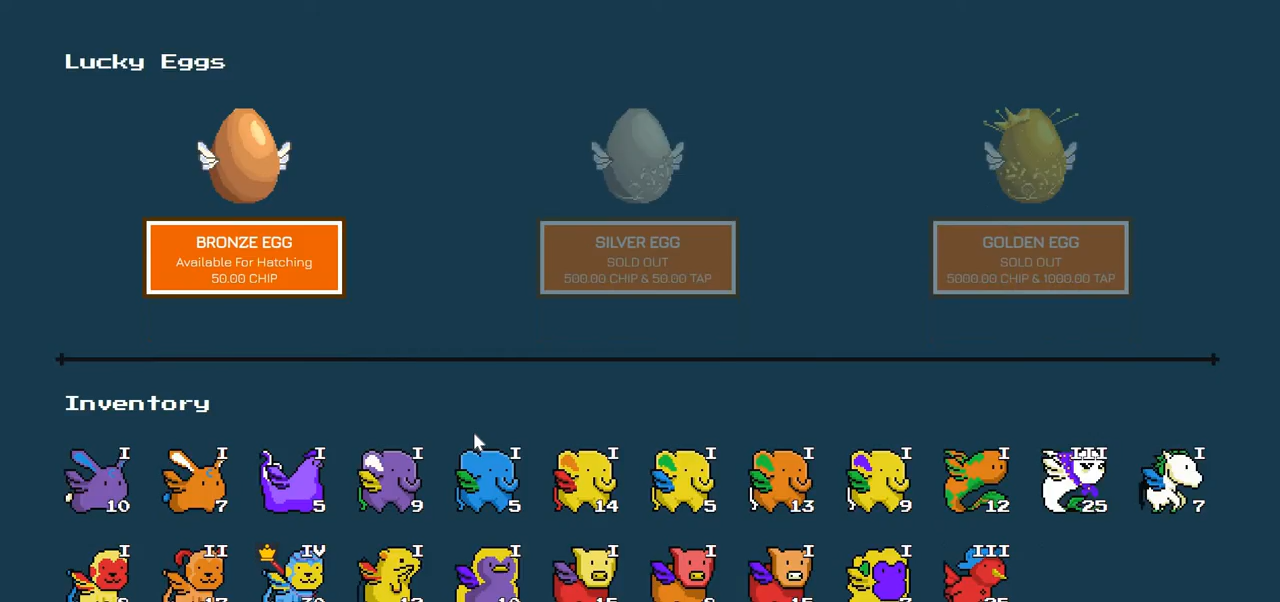 Lucky Eggs
BRONZE EGG
Available For Hatching
50.00 CHIP
SILVER EGG
SOLD OUT
500.00 CHIP & 50.00 TAP
GOLDEN EGG
SOLD OUT
5000.00 CHIP & 1000.00 TAP
Inventory
I I I I I I I I I I III I
10 7 5 9 5 14 5 13 9 12 25 7
I II IV I I I I I I III